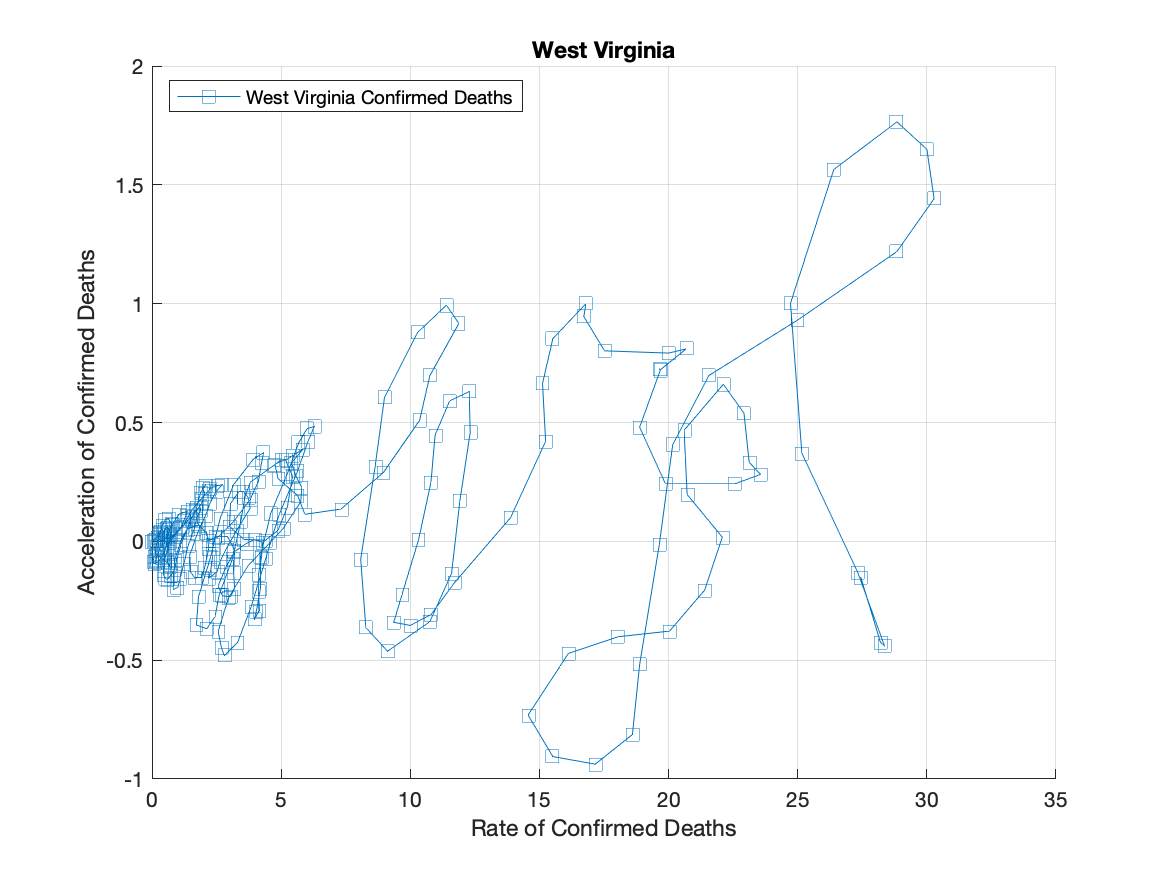 West Virginia
West Virginia Confirmed Deaths
Acceleration of Confirmed Deaths
2
1.5
1
0.5
0
-0.5
-1
0 5 10 15 20 25 30 35
Rate of Confirmed Deaths